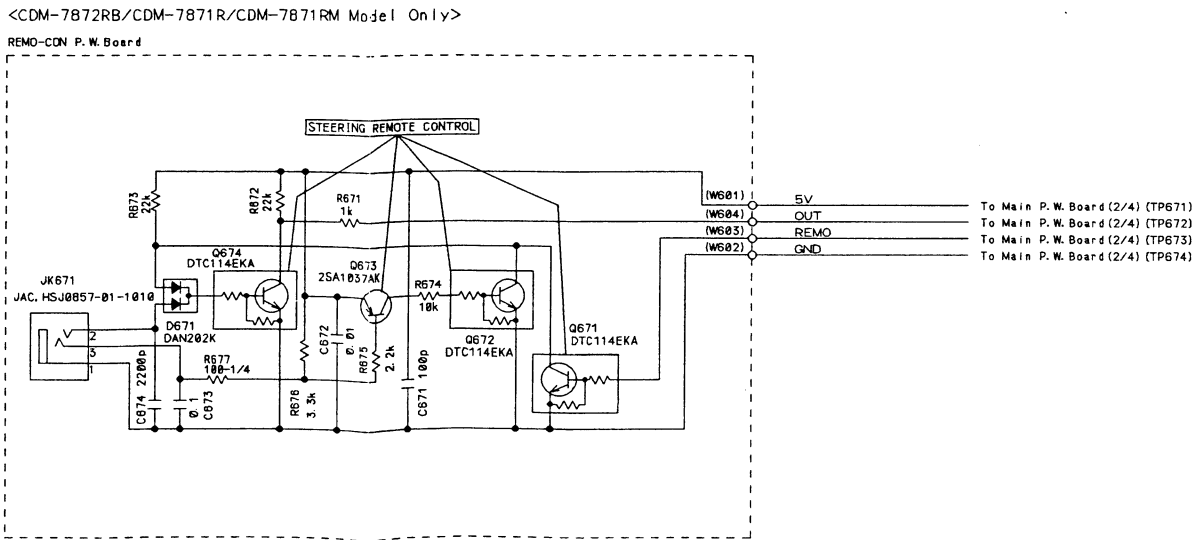 <CDM-7872RB/CDM-7871R/CDM-7871RM Model Only>
REMO-CON P.W.Board
STEERING REMOTE CONTROL
R673
22k
R672
22k
R671
1k
(W601)
5V
To Main P.W.Board(2/4)(TP671)
(W604)
OUT
To Main P.W.Board(2/4)(TP672)
(W603)
REMO
To Main P.W.Board(2/4)(TP673)
(W602)
GND
To Main P.W.Board(2/4)(TP674)
Q674
DTC114EKA
Q673
2SA1037AK
R674
10k
JK671
JAC.HSJ0857-01-1010
D671
DAN202K
Q672
DTC114EKA
Q671
DTC114EKA
2
3
1
R677
100-1/4
C674 2200p
0.1
C673
R676
3.3k
C672
0.01
R675
2.2k
C671 100p